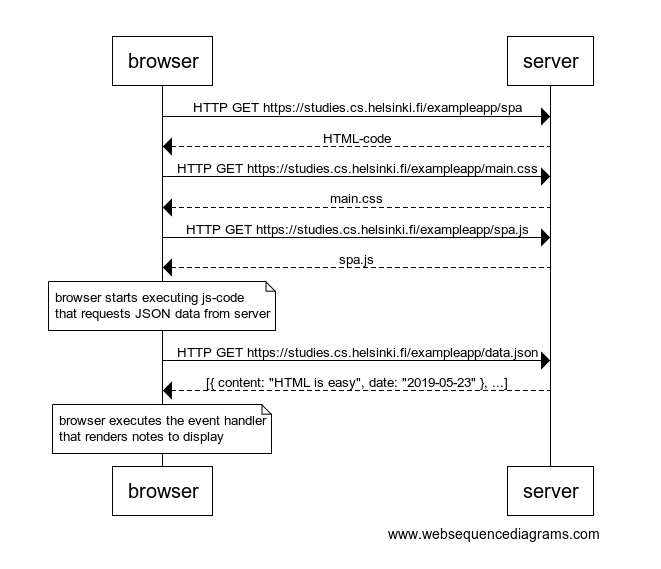 browser
server
HTTP GET https://studies.cs.helsinki.fi/exampleapp/spa
HTML-code
HTTP GET https://studies.cs.helsinki.fi/exampleapp/main.css
main.css
HTTP GET https://studies.cs.helsinki.fi/exampleapp/spa.js
spa.js
browser starts executing js-code
that requests JSON data from server
HTTP GET https://studies.cs.helsinki.fi/exampleapp/data.json
[{ content: "HTML is easy", date: "2019-05-23" }, ...]
browser executes the event handler
that renders notes to display
browser
server
www.websequencediagrams.com